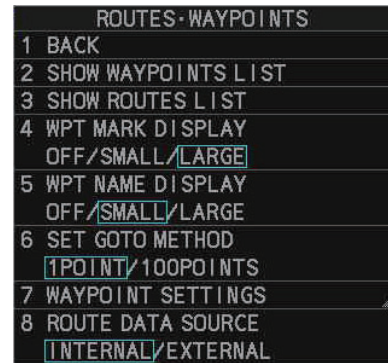 ROUTES·WAYPOINTS
1 BACK
2 SHOW WAYPOINTS LIST
3 SHOW ROUTES LIST
4 WPT MARK DISPLAY
OFF/SMALL/LARGE
5 WPT NAME DISPLAY
OFF/SMALL/LARGE
6 SET GOTO METHOD
1POINT/100POINTS
7 WAYPOINT SETTINGS
8 ROUTE DATA SOURCE
INTERNAL/EXTERNAL